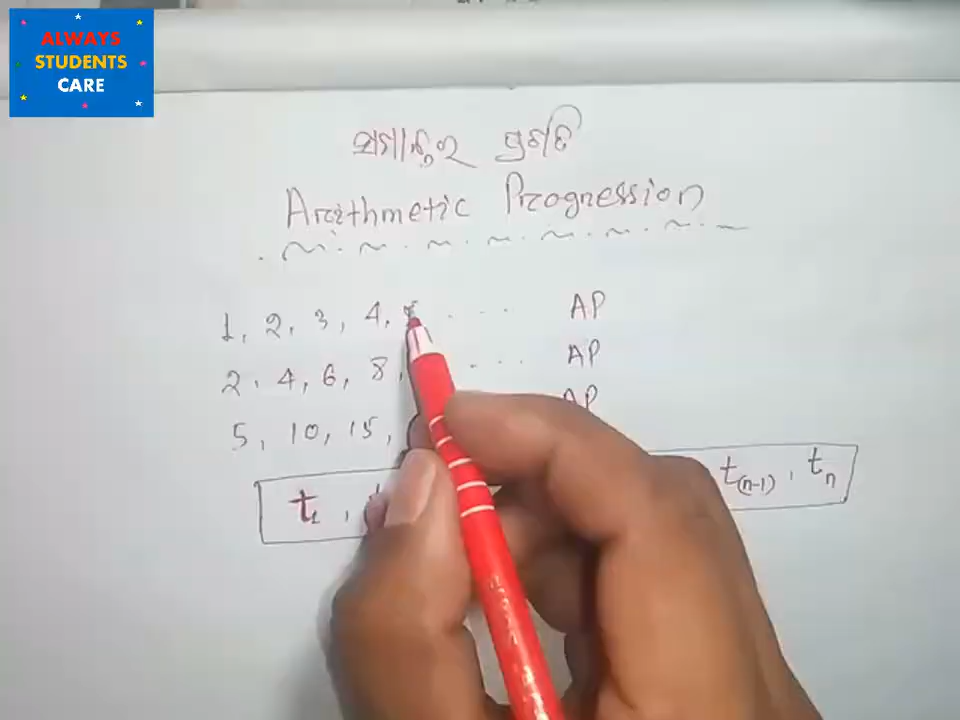 ALWAYS
STUDENTS
CARE
ସମାନ୍ତର ପ୍ରଗତି
Arithmetic Progression
1, 2, 3, 4, 5 . . . . AP
2, 4, 6, 8, . . . AP
5, 10, 15, AP
t₁, t₍ₙ₋₁₎, tₙ